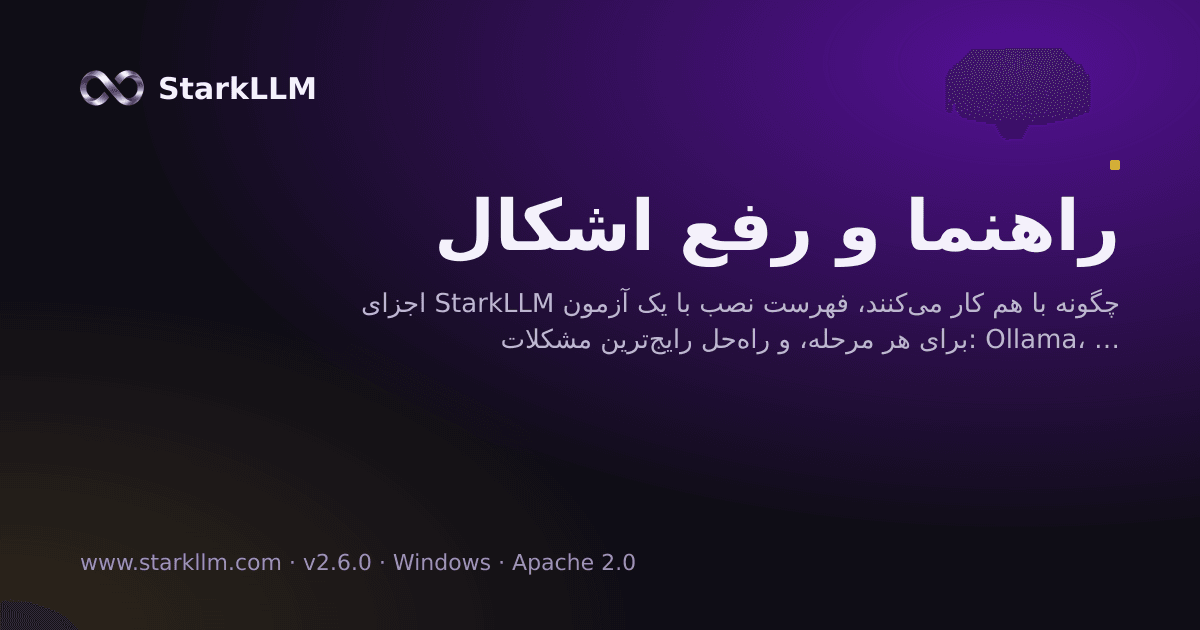 StarkLLM
راهنما و رفع اشکال
اجزای StarkLLM چگونه با هم کار می‌کنند، فهرست نصب با یک آزمون
برای هر مرحله، و راه‌حل رایج‌ترین مشکلات: Ollama، …
www.starkllm.com · v2.6.0 · Windows · Apache 2.0